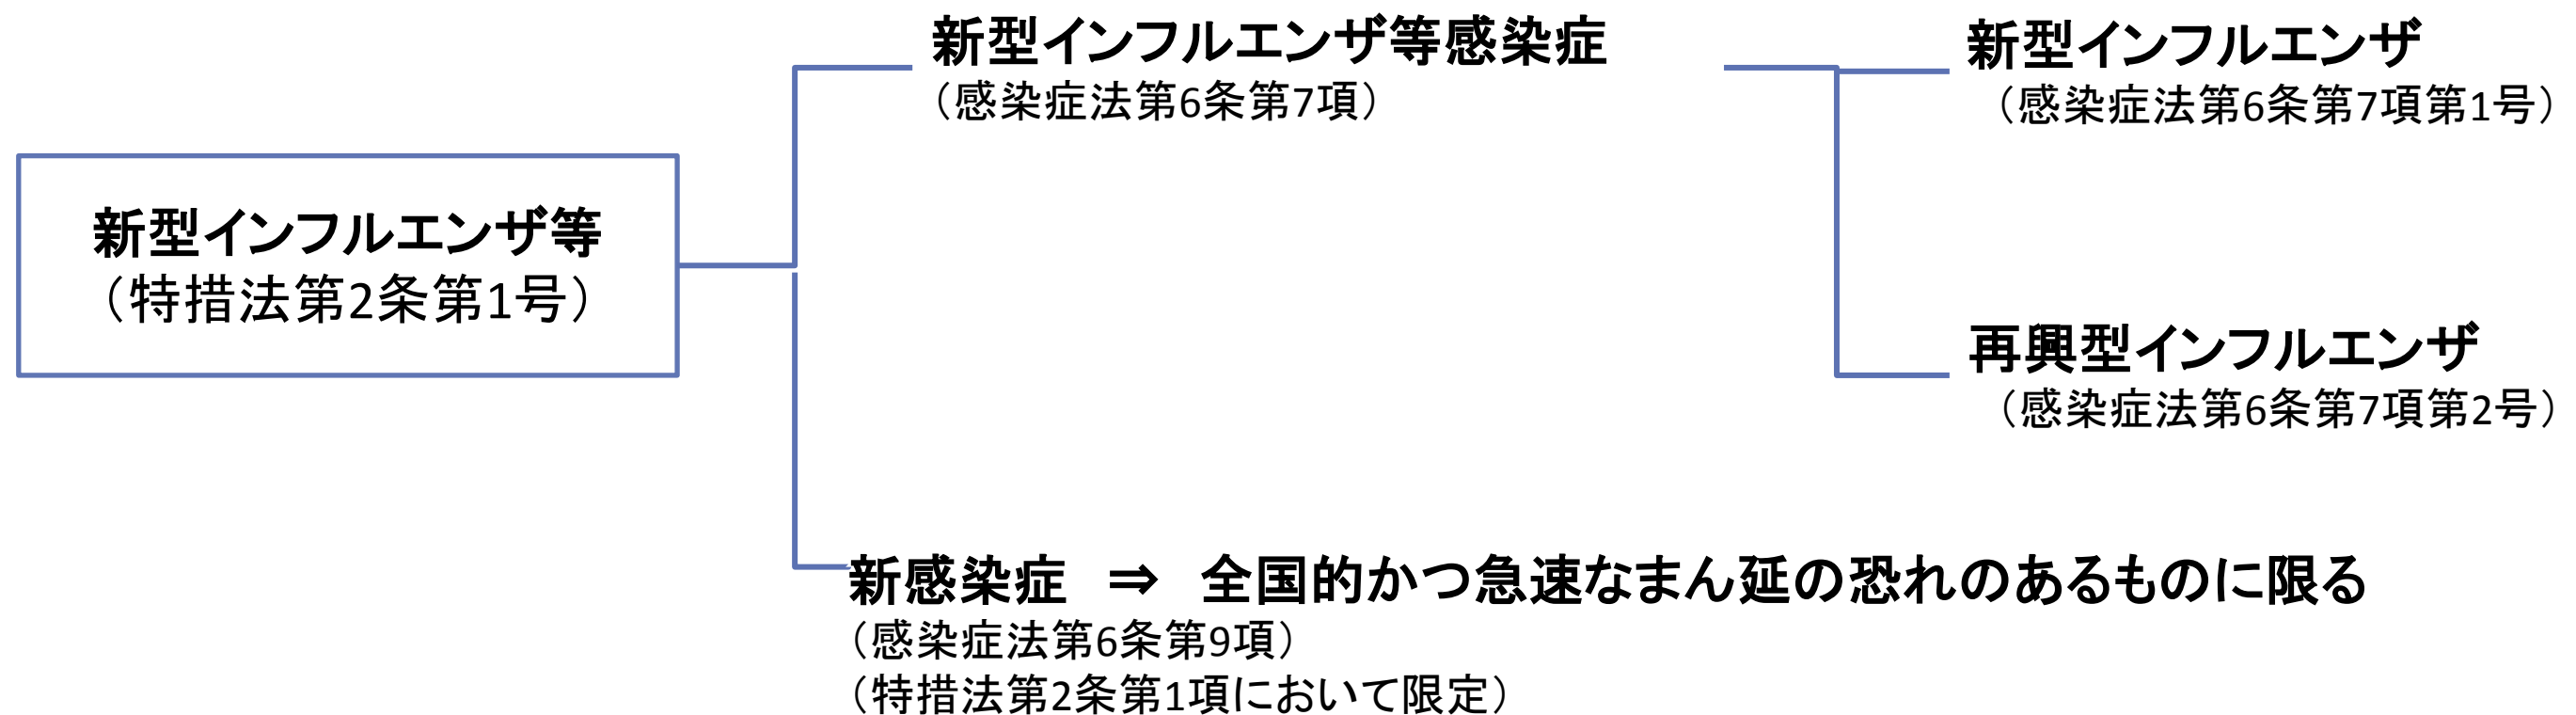 新型インフルエンザ等
（特措法第2条第1号）
新型インフルエンザ等感染症
（感染症法第6条第7項）
新型インフルエンザ
（感染症法第6条第7項第1号）
再興型インフルエンザ
（感染症法第6条第7項第2号）
新感染症　⇒　全国的かつ急速なまん延の恐れのあるものに限る
（感染症法第6条第9項）
（特措法第2条第1項において限定）